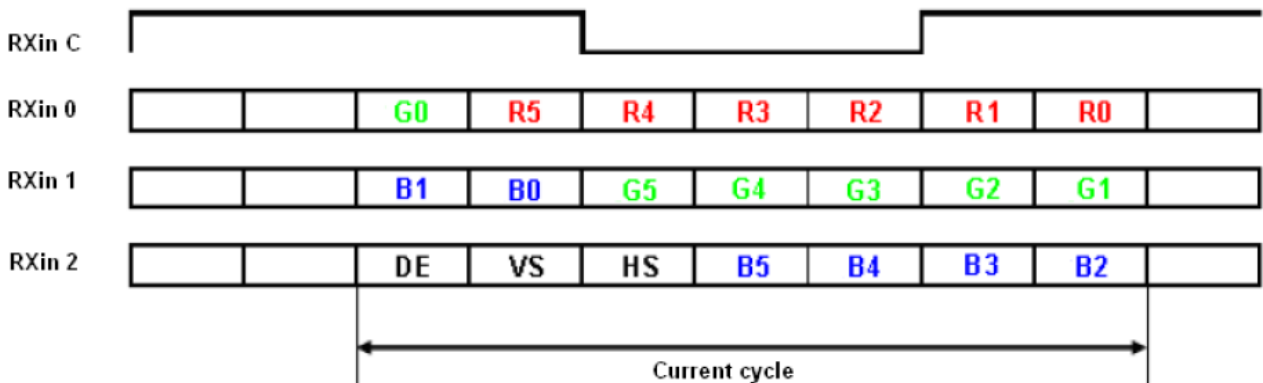 RXin C
RXin 0 G0 R5 R4 R3 R2 R1 R0
RXin 1 B1 B0 G5 G4 G3 G2 G1
RXin 2 DE VS HS B5 B4 B3 B2
Current cycle